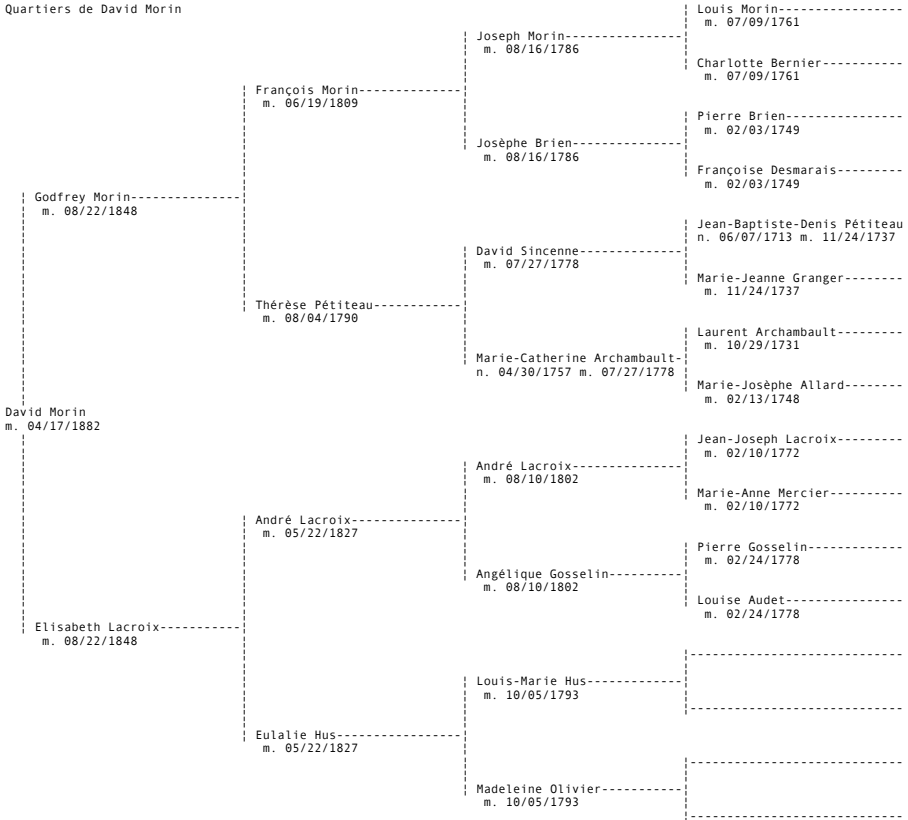 Quartiers de David Morin
Louis Morin
m. 07/09/1761
Joseph Morin
m. 08/16/1786
Charlotte Bernier
m. 07/09/1761
François Morin
m. 06/19/1809
Pierre Brien
m. 02/03/1749
Josèphe Brien
m. 08/16/1786
Françoise Desmarais
m. 02/03/1749
Godfrey Morin
m. 08/22/1848
Jean-Baptiste-Denis Pétiteau
n. 06/07/1713 m. 11/24/1737
David Sincenne
m. 07/27/1778
Marie-Jeanne Granger
m. 11/24/1737
Thérèse Pétiteau
m. 08/04/1790
Laurent Archambault
m. 10/29/1731
Marie-Catherine Archambault
n. 04/30/1757 m. 07/27/1778
Marie-Josèphe Allard
m. 02/13/1748
David Morin
m. 04/17/1882
Jean-Joseph Lacroix
m. 02/10/1772
André Lacroix
m. 08/10/1802
Marie-Anne Mercier
m. 02/10/1772
André Lacroix
m. 05/22/1827
Pierre Gosselin
m. 02/24/1778
Angélique Gosselin
m. 08/10/1802
Louise Audet
m. 02/24/1778
Elisabeth Lacroix
m. 08/22/1848
Louis-Marie Hus
m. 10/05/1793
Eulalie Hus
m. 05/22/1827
Madeleine Olivier
m. 10/05/1793